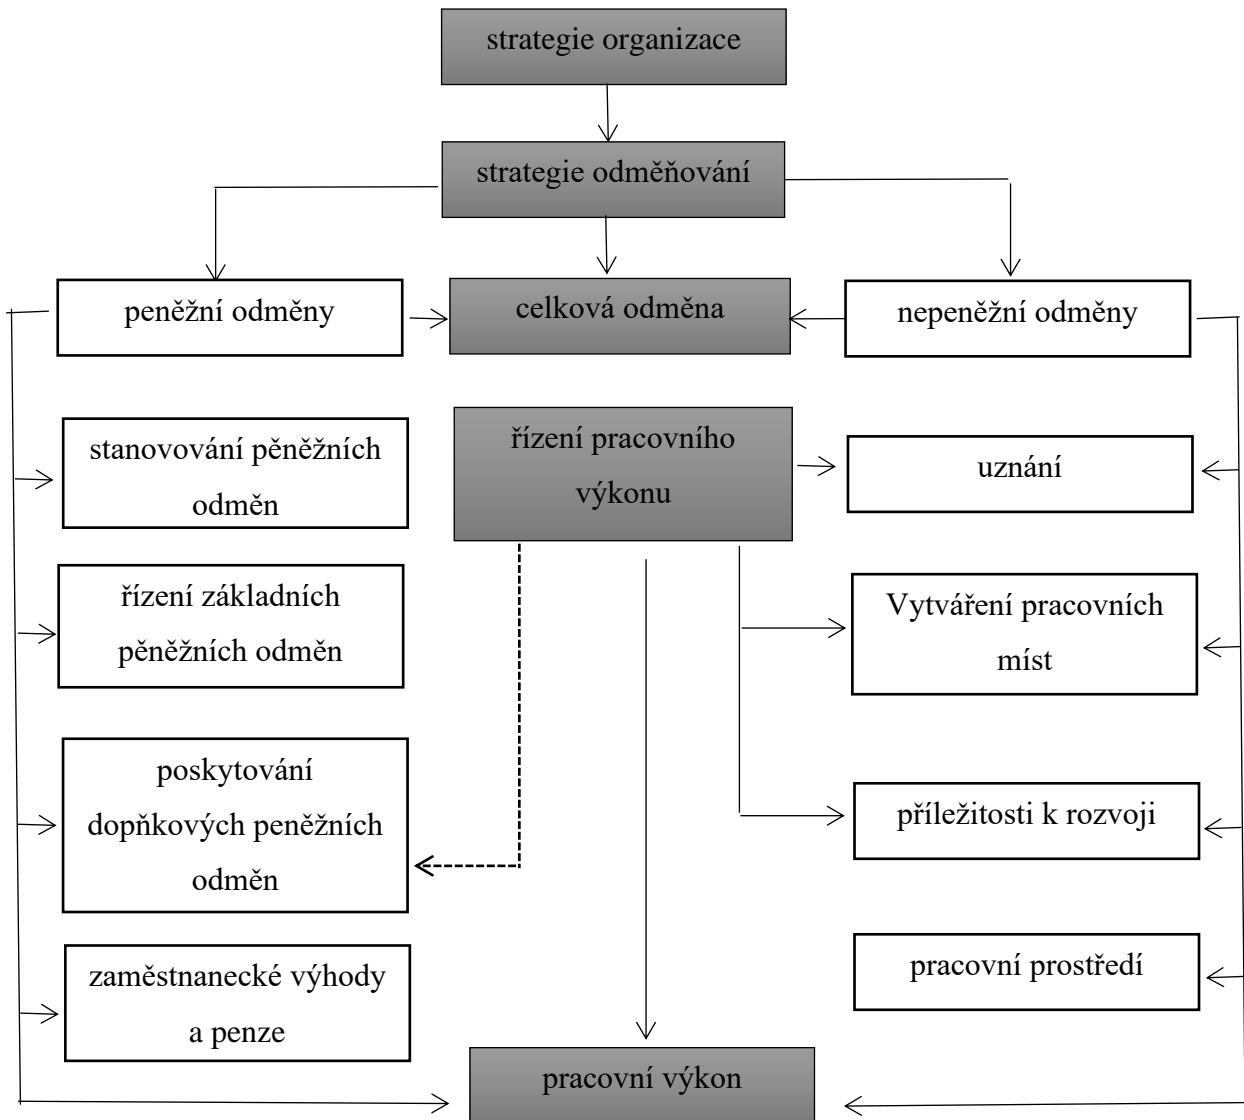 strategie organizace
strategie odměňování
peněžní odměny
celková odměna
nepeněžní odměny
stanovování pěněžních
odměn
řízení pracovního
výkonu
uznání
řízení základních
pěněžních odměn
Vytváření pracovních
míst
poskytování
dopňkových peněžních
odměn
příležitosti k rozvoji
zaměstnanecké výhody
a penze
pracovní prostředí
pracovní výkon